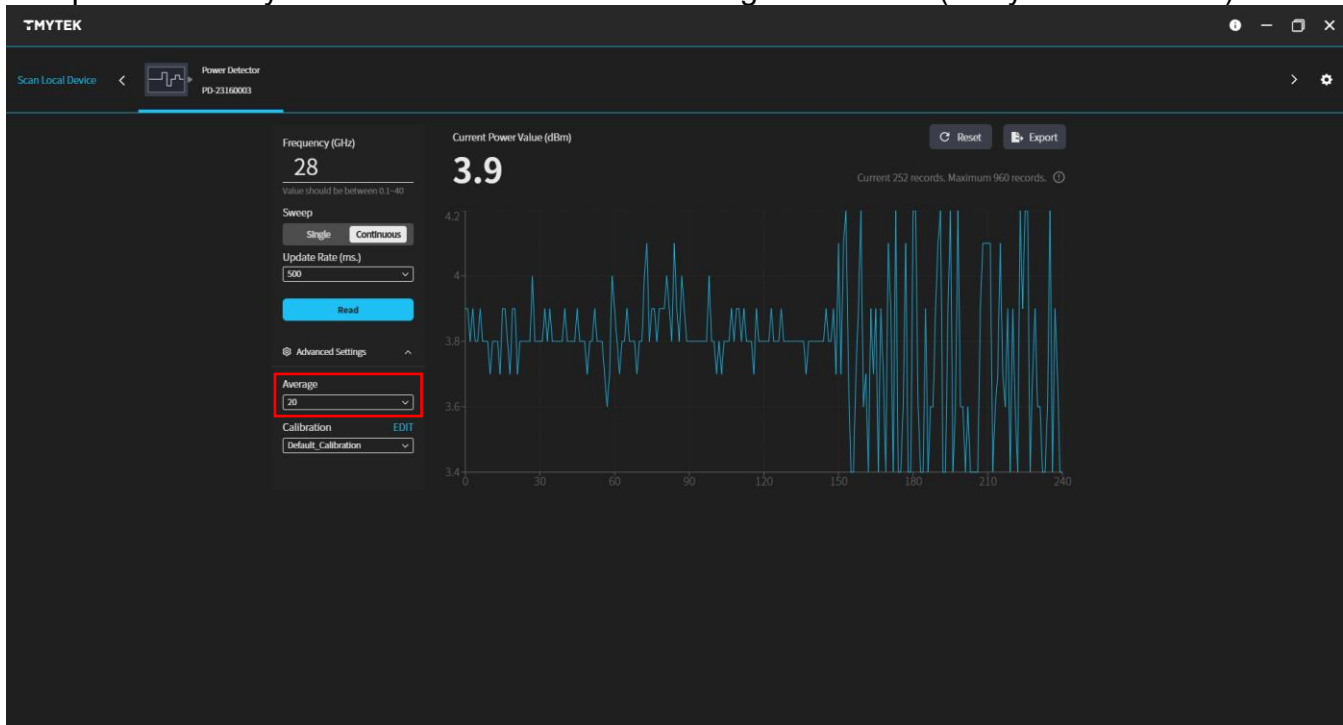 TMYTEK
Scan Local Device
Power Detector
PD-23160003
Frequency (GHz)
28
Value should be between 0.1~40
Sweep
Single Continuous
Update Rate (ms.)
500
Read
Advanced Settings
Average
20
Calibration EDIT
Default_Calibration
Current Power Value (dBm)
3.9
Reset Export
Current 252 records. Maximum 960 records.
4.2
4
3.8
3.6
3.4
0 30 60 90 120 150 180 210 240